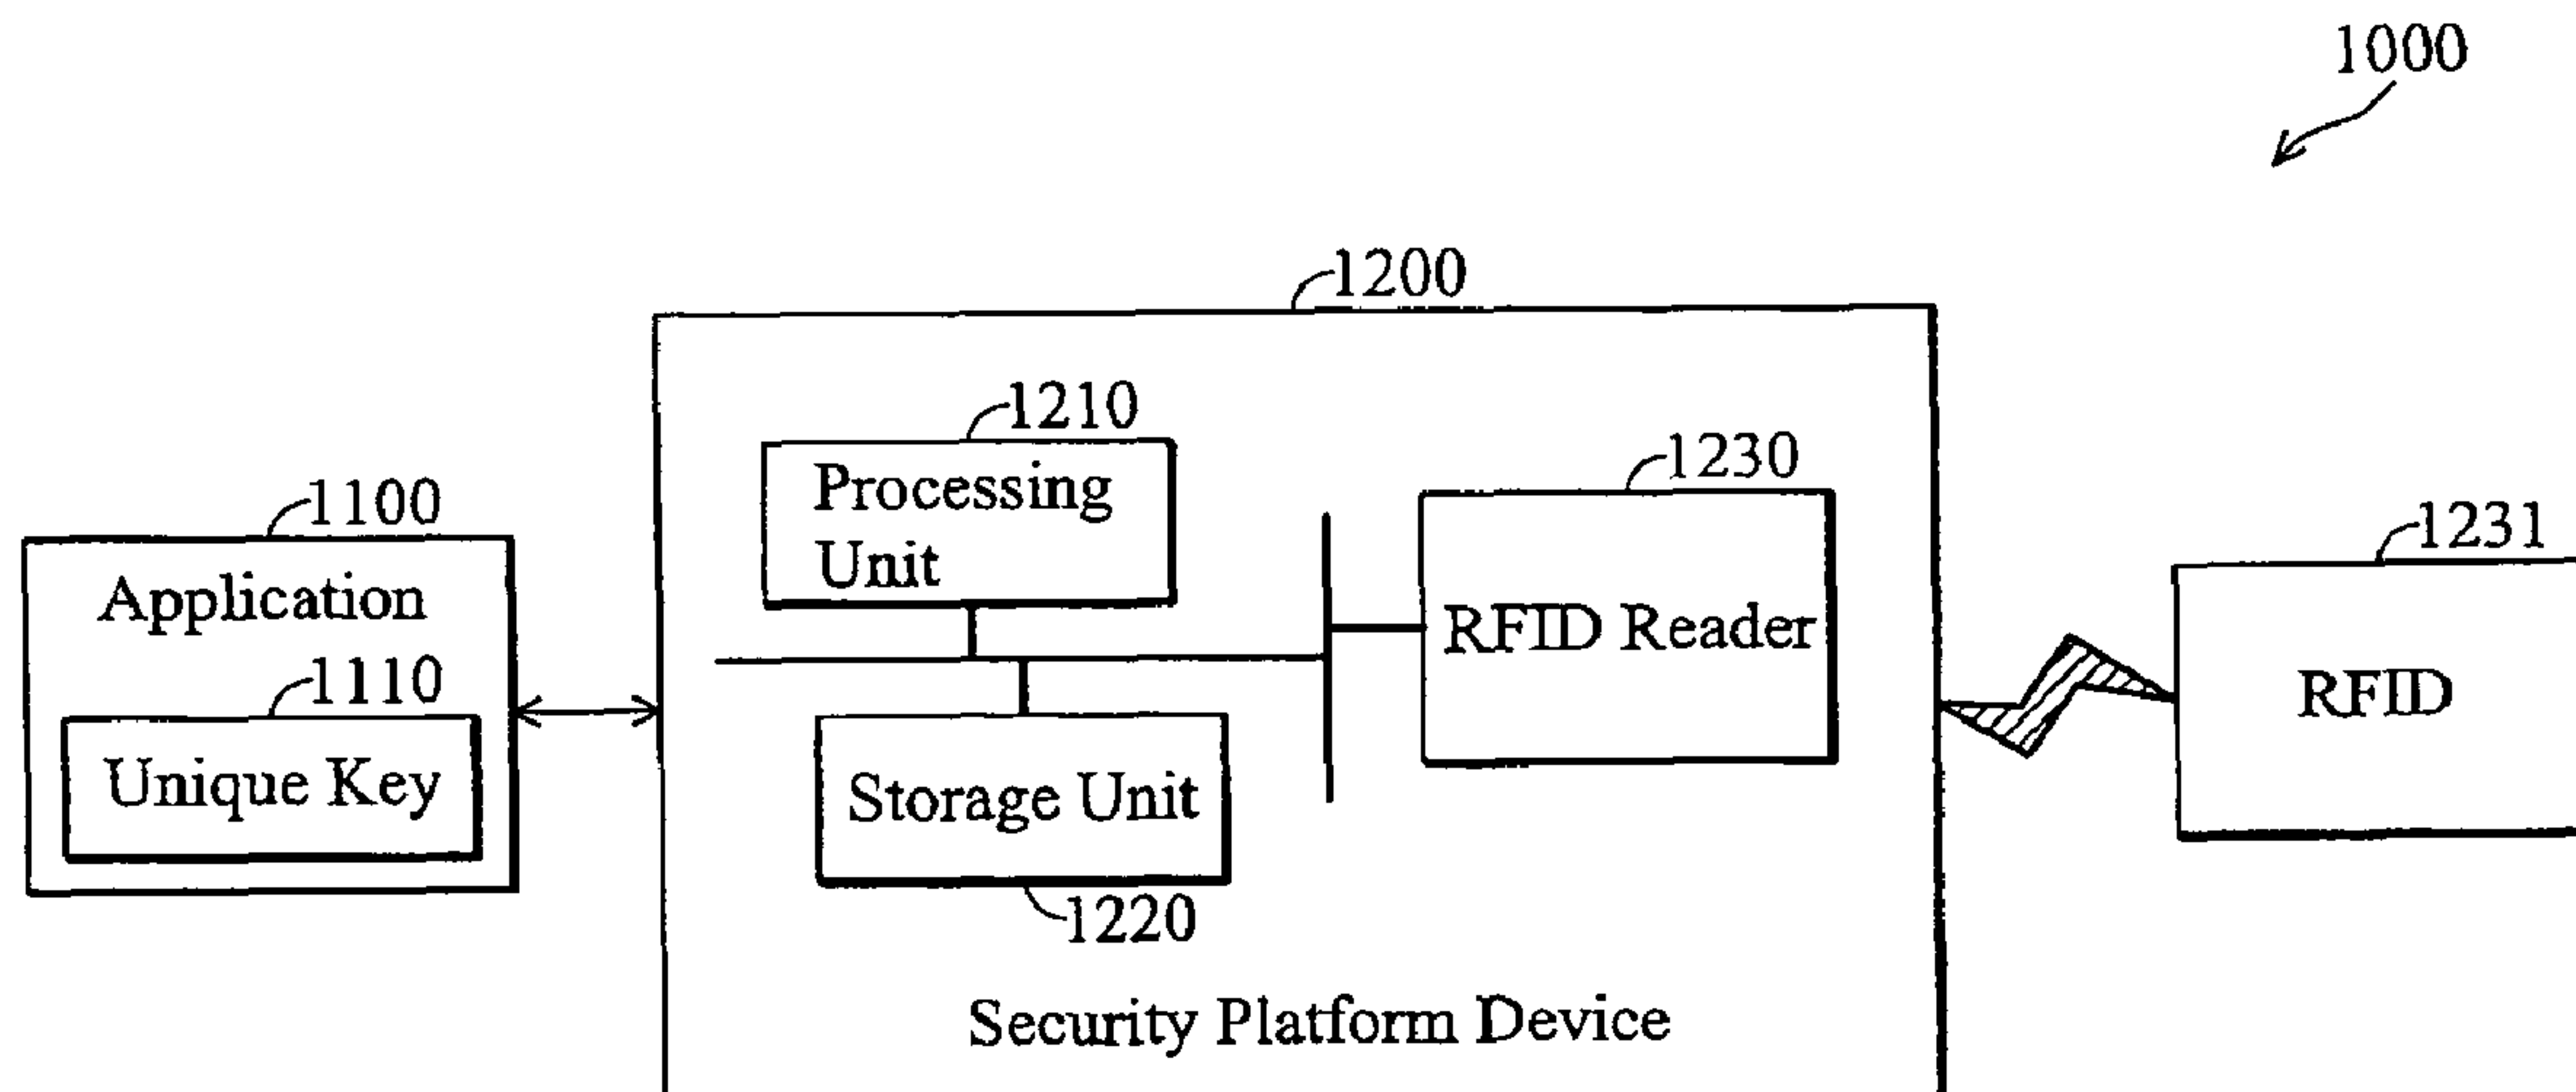 1000
1200
1210
Processing
Unit
1230
RFID Reader
1100
Application
1110
Unique Key
1231
RFID
Storage Unit
1220
Security Platform Device